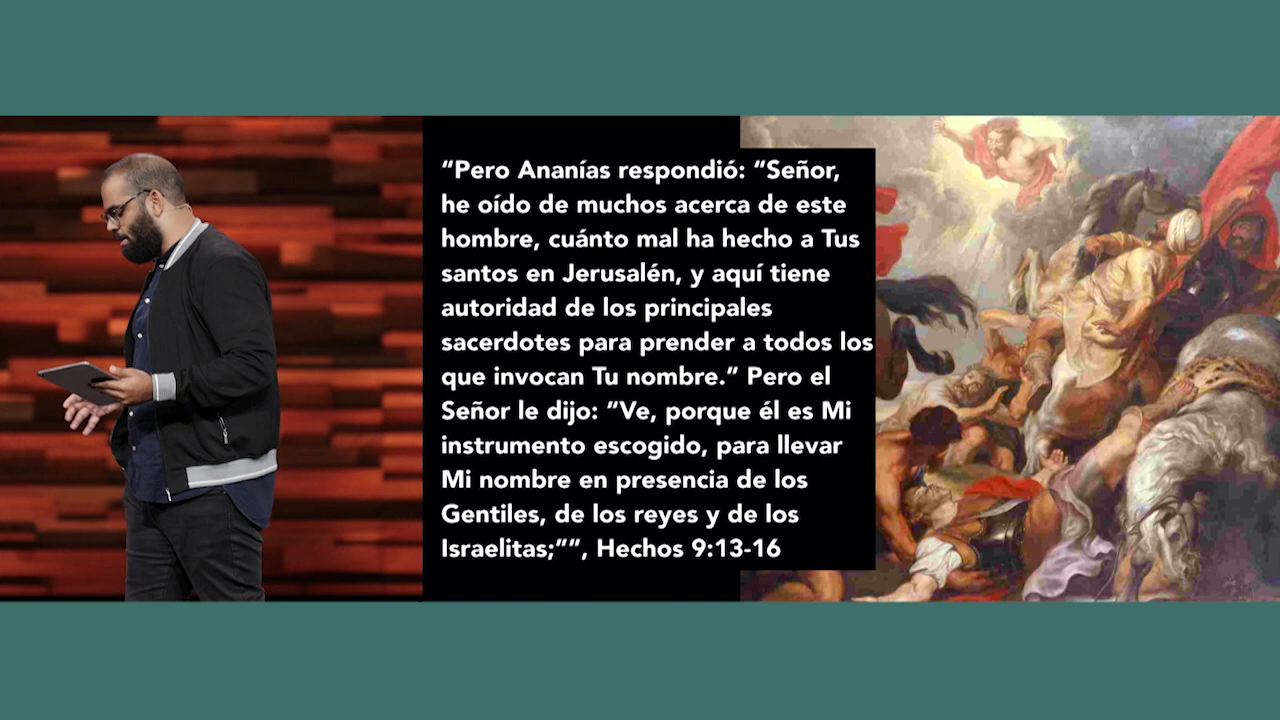 “Pero Ananías respondió: “Señor,
he oído de muchos acerca de este
hombre, cuánto mal ha hecho a Tus
santos en Jerusalén, y aquí tiene
autoridad de los principales
sacerdotes para prender a todos los
que invocan Tu nombre.” Pero el
Señor le dijo: “Ve, porque él es Mi
instrumento escogido, para llevar
Mi nombre en presencia de los
Gentiles, de los reyes y de los
Israelitas;””, Hechos 9:13-16